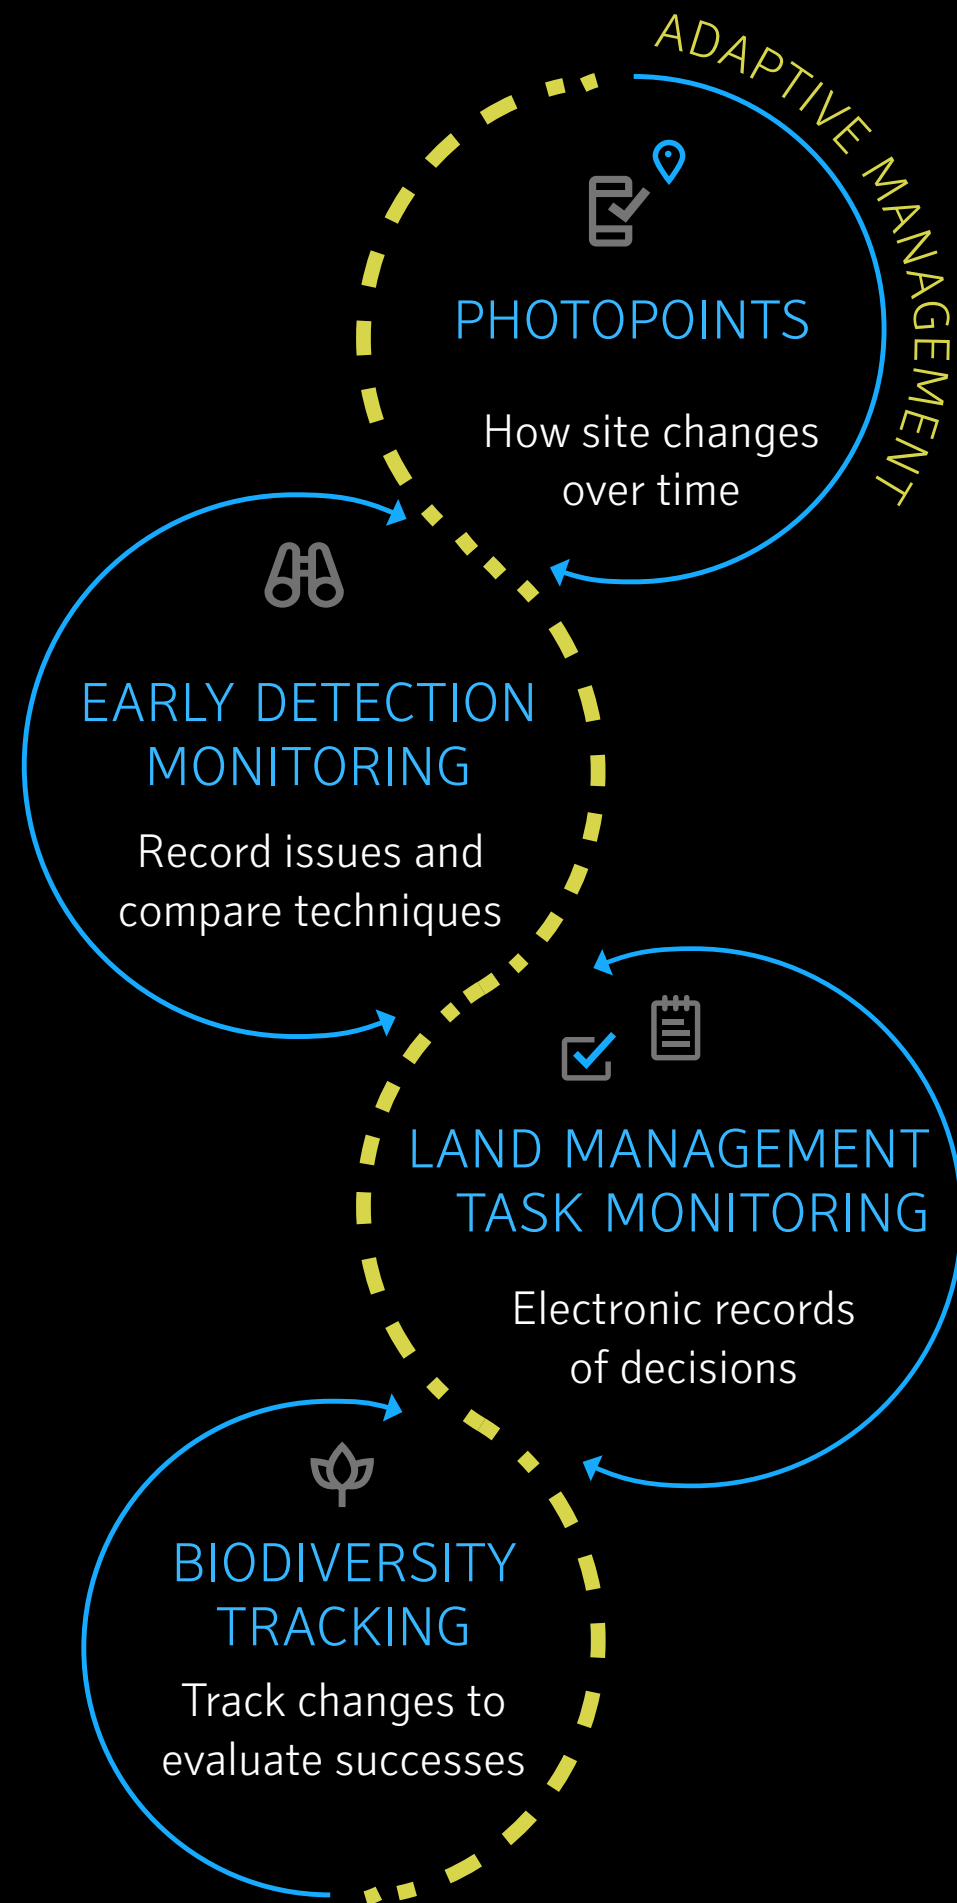 ADAPTIVE MANAGEMENT
PHOTOPOINTS
How site changes
over time
EARLY DETECTION
MONITORING
Record issues and
compare techniques
LAND MANAGEMENT
TASK MONITORING
Electronic records
of decisions
BIODIVERSITY
TRACKING
Track changes to
evaluate successes